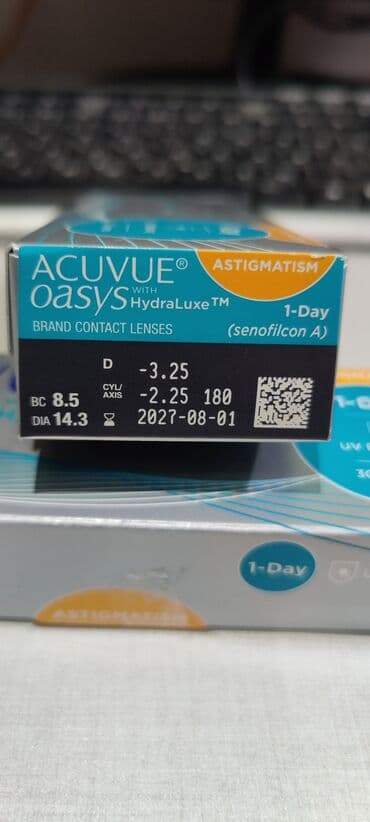 ACUVUE®
ASTIGMATISM
OASYS WITH HydraLuxe™
1-Day
BRAND CONTACT LENSES
(senofilcon A)
D -3.25
CYL/AXIS -2.25 180
BC 8.5
DIA 14.3
2027-08-01
1-Day
ASTIGMATISM